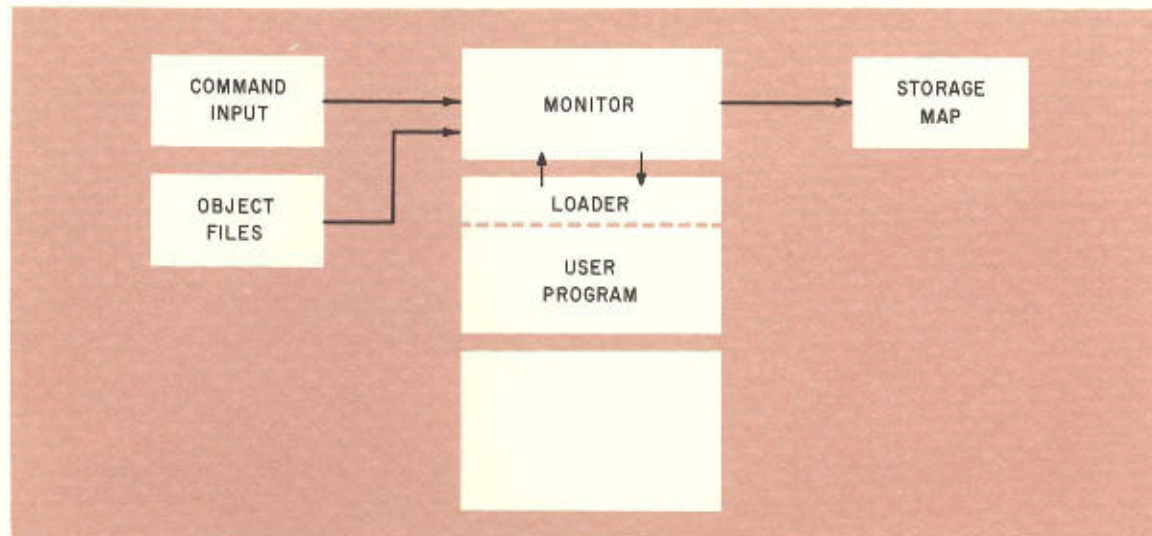 COMMAND
INPUT
MONITOR
STORAGE
MAP
OBJECT
FILES
LOADER
USER
PROGRAM